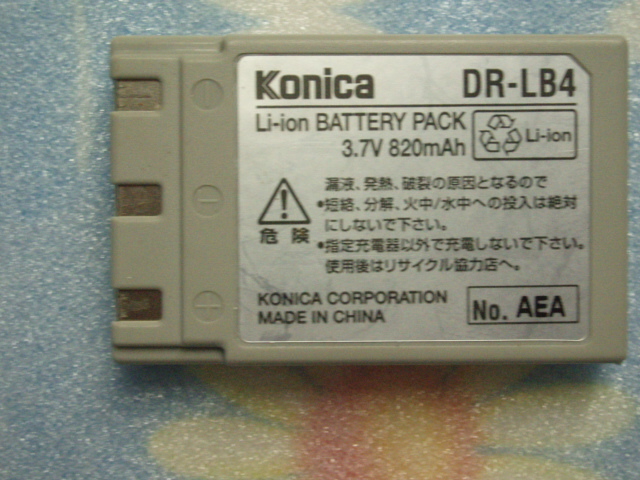 Konica DR-LB4
Li-ion BATTERY PACK
3.7V 820mAh
Li-ion
漏液、発熱、破裂の原因となるので
•短絡、分解、火中/水中への投入は絶対
にしないで下さい。
•指定充電器以外で充電しないで下さい。
使用後はリサイクル協力店へ。
危険
KONICA CORPORATION
MADE IN CHINA
No. AEA